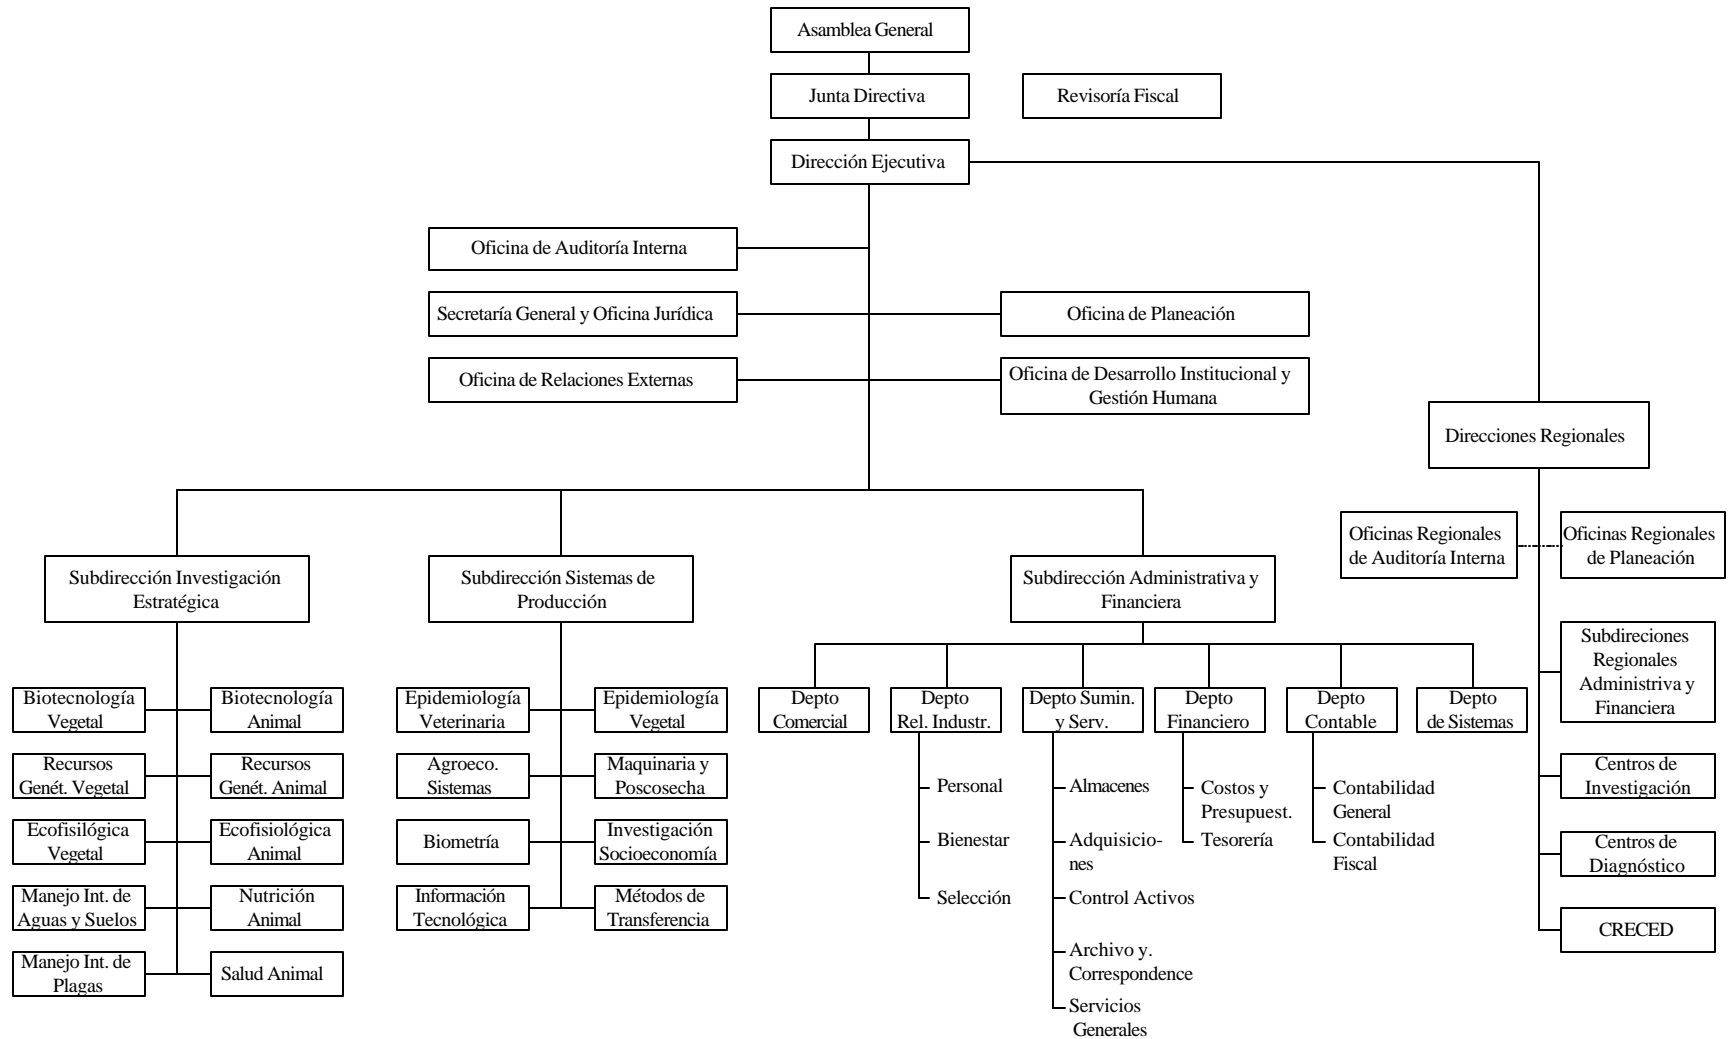 Asamblea General
Junta Directiva
Revisoría Fiscal
Dirección Ejecutiva
Oficina de Auditoría Interna
Secretaría General y Oficina Jurídica
Oficina de Planeación
Oficina de Relaciones Externas
Oficina de Desarrollo Institucional y
Gestión Humana
Direcciones Regionales
Oficinas Regionales
de Auditoría Interna
Oficinas Regionales
de Planeación
Subdireciones
Regionales
Administriva y
Financiera
Centros de
Investigación
Centros de
Diagnóstico
CRECED
Subdirección Investigación
Estratégica
Biotecnología
Vegetal
Biotecnología
Animal
Recursos
Genét. Vegetal
Recursos
Genét. Animal
Ecofisilógica
Vegetal
Ecofisiológica
Animal
Manejo Int. de
Aguas y Suelos
Nutrición
Animal
Manejo Int. de
Plagas
Salud Animal
Subdirección Sistemas de
Producción
Epidemiología
Veterinaria
Epidemiología
Vegetal
Agroeco.
Sistemas
Maquinaria y
Poscosecha
Biometría
Investigación
Socioeconomía
Información
Tecnológica
Métodos de
Transferencia
Subdirección Administrativa y
Financiera
Depto
Comercial
Depto
Rel. Industr.
Personal
Bienestar
Selección
Depto Sumin.
y Serv.
Almacenes
Adquisicio-
nes
Control Activos
Archivo y.
Correspondence
Servicios
Generales
Depto
Financiero
Costos y
Presupuest.
Tesorería
Depto
Contable
Contabilidad
General
Contabilidad
Fiscal
Depto
de Sistemas